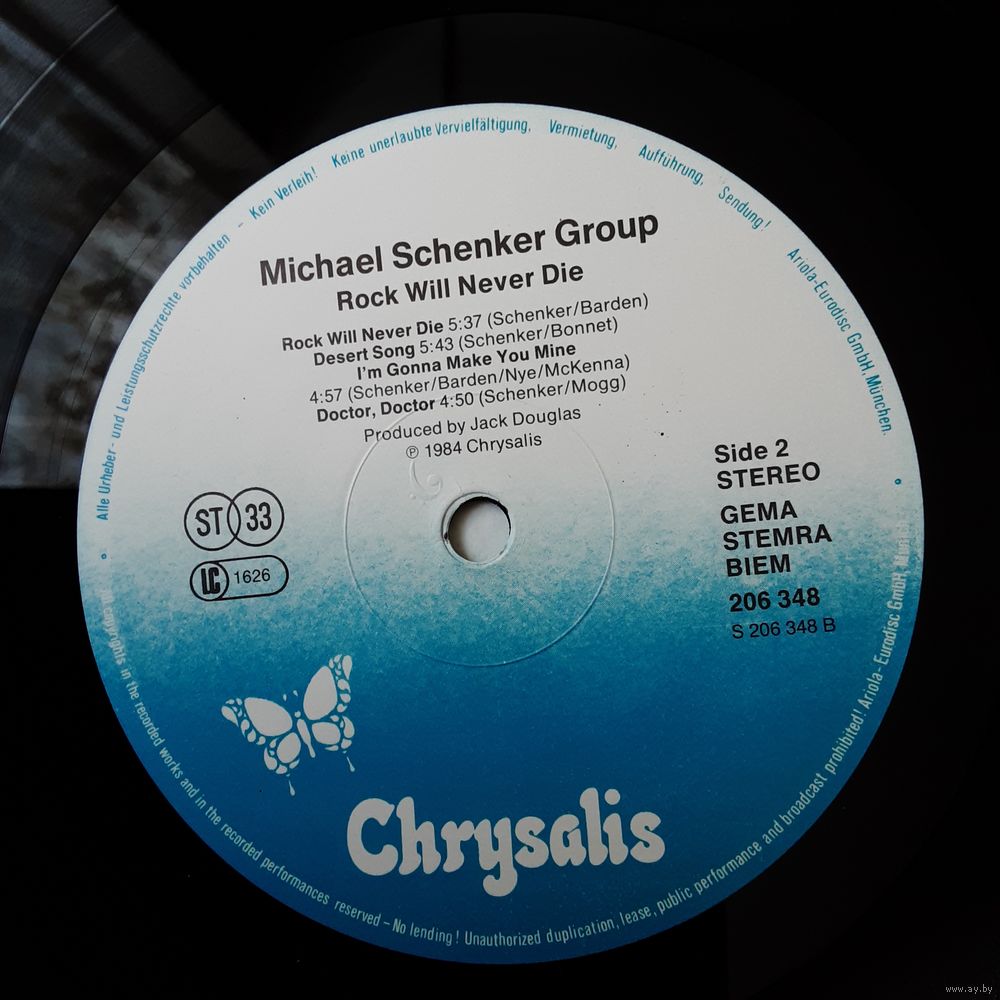 Alle Urheber- und Leistungsschutzrechte vorbehalten - Kein Verleih! Keine unerlaubte Vervielfältigung, Vermietung, Aufführung, Sendung! Ariola-Eurodisc GmbH, München.
Michael Schenker Group
Rock Will Never Die
Rock Will Never Die 5:37 (Schenker/Barden)
Desert Song 5:43 (Schenker/Bonnet)
I'm Gonna Make You Mine
4:57 (Schenker/Barden/Nye/McKenna)
Doctor, Doctor 4:50 (Schenker/Mogg)
Produced by Jack Douglas
℗ 1984 Chrysalis
Side 2
STEREO
GEMA
STEMRA
BIEM
206 348
S 206 348 B
ST 33
LC 1626
Chrysalis
All copyrights in the recorded works and in the recorded performances reserved – No lending! Unauthorized duplication, lease, public performance and broadcast prohibited! Ariola-Eurodisc GmbH,
www.ay.by